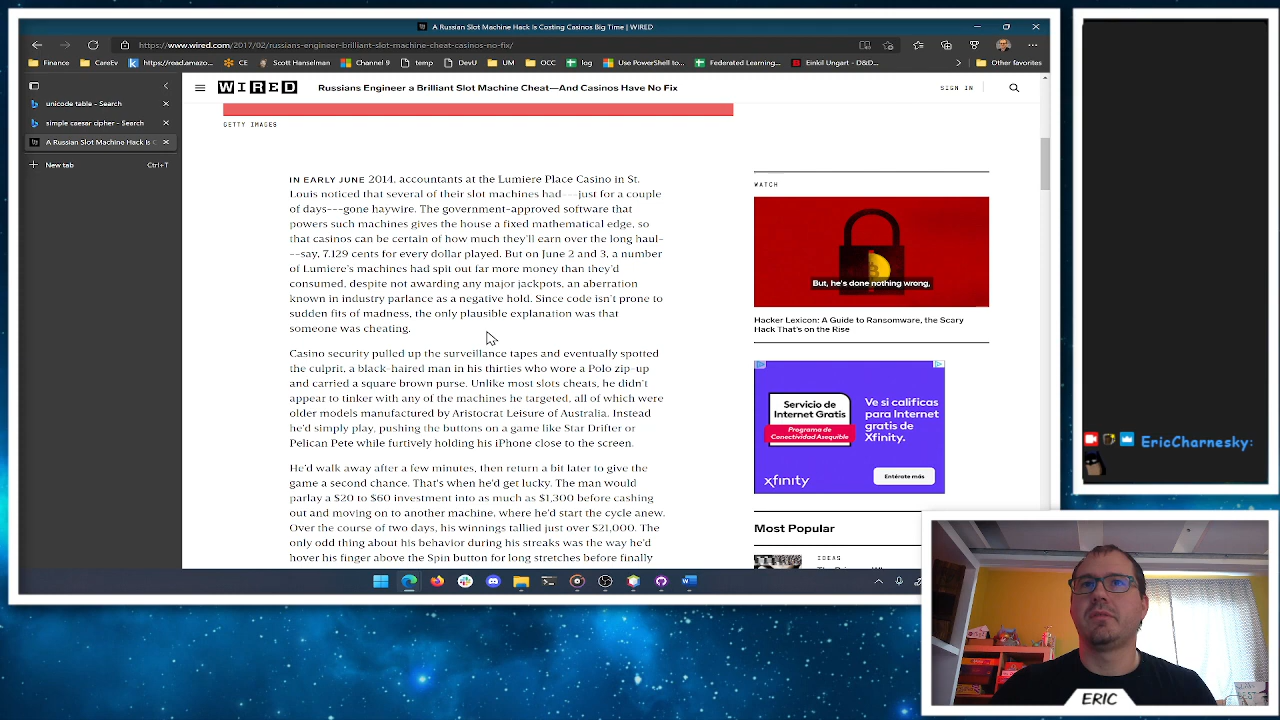 A Russian Slot Machine Hack Is Costing Casinos Big Time | WIRED
https://www.wired.com/2017/02/russians-engineer-brilliant-slot-machine-cheat-casinos-no-fix/
Finance CareEv https://read.amazo... CE Scott Hanselman Channel 9 temp DevU UM OCC log Use PowerShell to... Federated Learning... Einkil Ungart - D&D... Other favorites
unicode table - Search
simple caesar cipher - Search
A Russian Slot Machine Hack Is C
New tab Ctrl+T
WIRED
Russians Engineer a Brilliant Slot Machine Cheat—And Casinos Have No Fix
SIGN IN
GETTY IMAGES
IN EARLY JUNE 2014, accountants at the Lumiere Place Casino in St.
Louis noticed that several of their slot machines had---just for a couple
of days---gone haywire. The government-approved software that
powers such machines gives the house a fixed mathematical edge, so
that casinos can be certain of how much they'll earn over the long haul-
--say, 7.129 cents for every dollar played. But on June 2 and 3, a number
of Lumiere's machines had spit out far more money than they'd
consumed, despite not awarding any major jackpots, an aberration
known in industry parlance as a negative hold. Since code isn't prone to
sudden fits of madness, the only plausible explanation was that
someone was cheating.
Casino security pulled up the surveillance tapes and eventually spotted
the culprit, a black-haired man in his thirties who wore a Polo zip-up
and carried a square brown purse. Unlike most slots cheats, he didn't
appear to tinker with any of the machines he targeted, all of which were
older models manufactured by Aristocrat Leisure of Australia. Instead
he'd simply play, pushing the buttons on a game like Star Drifter or
Pelican Pete while furtively holding his iPhone close to the screen.
He'd walk away after a few minutes, then return a bit later to give the
game a second chance. That's when he'd get lucky. The man would
parlay a $20 to $60 investment into as much as $1,300 before cashing
out and moving on to another machine, where he'd start the cycle anew.
Over the course of two days, his winnings tallied just over $21,000. The
only odd thing about his behavior during his streaks was the way he'd
hover his finger above the Spin button for long stretches before finally
WATCH
But, he's done nothing wrong,
Hacker Lexicon: A Guide to Ransomware, the Scary
Hack That's on the Rise
Servicio de
Internet Gratis
Programa de
Conectividad Asequible
Ve si calificas
para Internet
gratis de
Xfinity.
xfinity
Entérate más
Most Popular
IDEAS
EricCharnesky:
ERIC